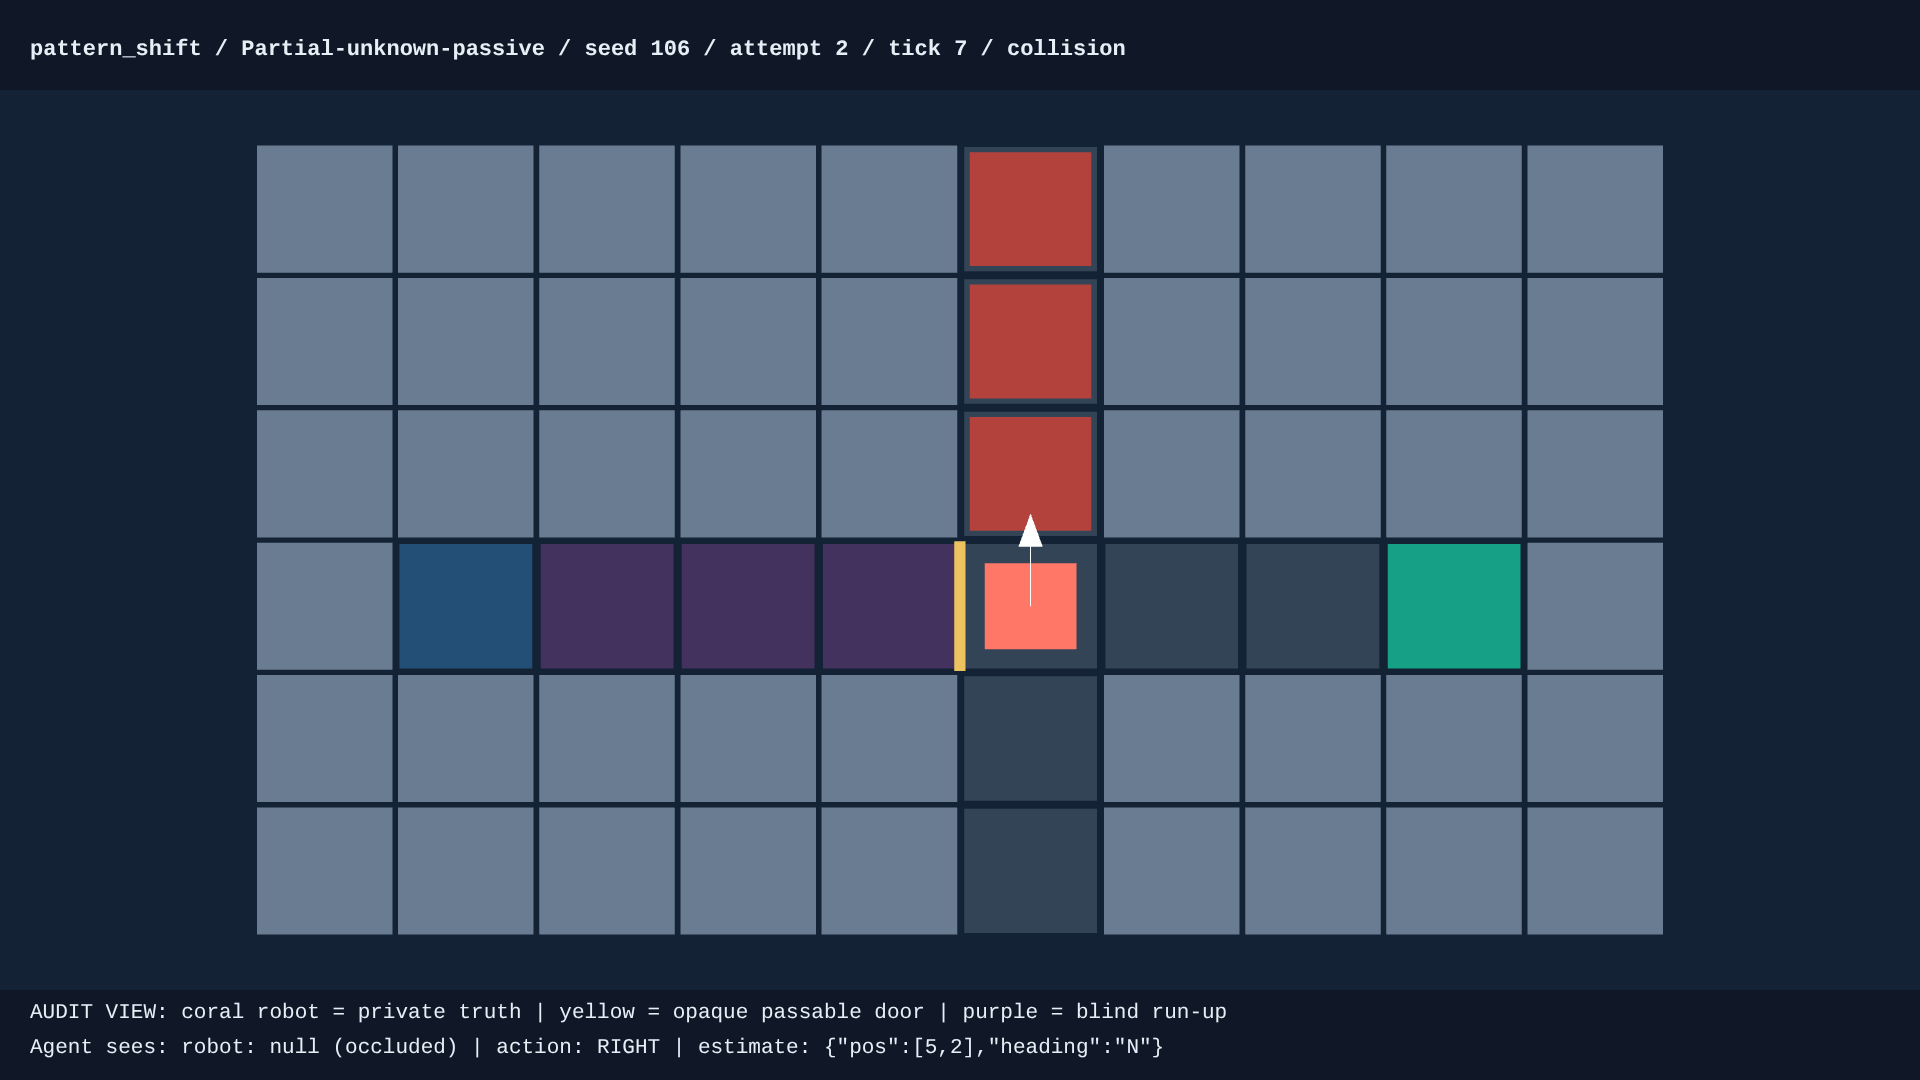 pattern_shift / Partial-unknown-passive / seed 106 / attempt 2 / tick 7 / collision
AUDIT VIEW: coral robot = private truth | yellow = opaque passable door | purple = blind run-up
Agent sees: robot: null (occluded) | action: RIGHT | estimate: {"pos":[5,2],"heading":"N"}